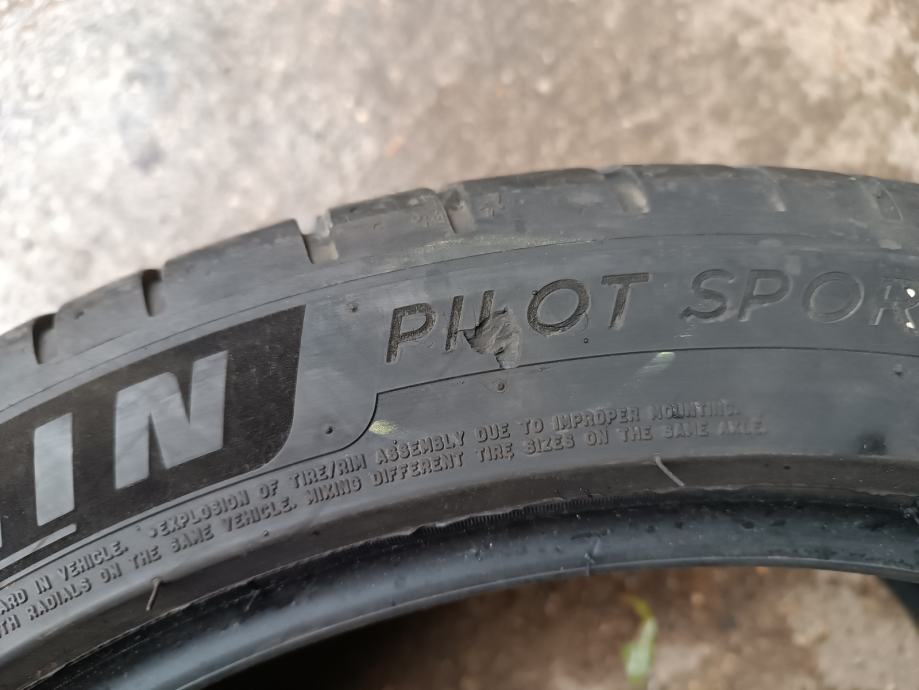 IN
PILOT SPOR
EXPLOSION OF TIRE/RIM ASSEMBLY DUE TO IMPROPER MOUNTING.
ARD IN VEHICLE.
TH RADIALS ON THE SAME VEHICLE. MIXING DIFFERENT TIRE SIZES ON THE SAME AXLE.